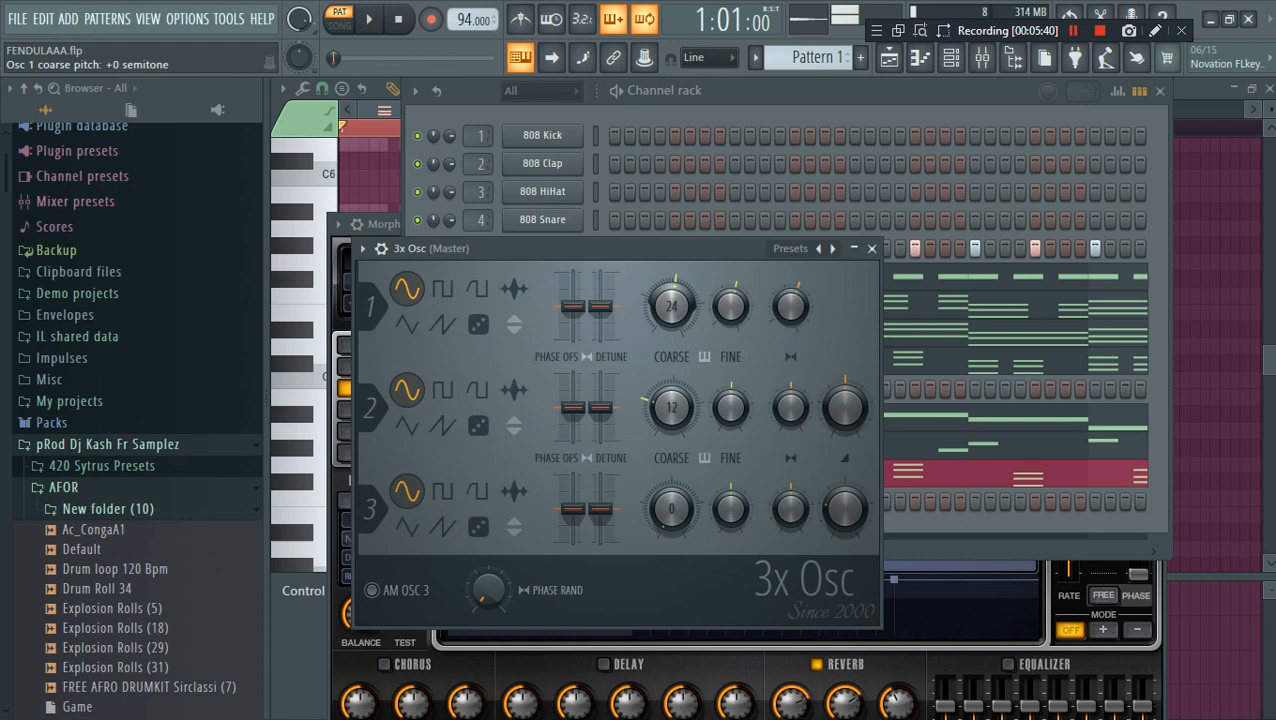 FILE EDIT ADD PATTERNS VIEW OPTIONS TOOLS HELP
PAT
SONG
94.000
3.2
1:01:00
B:S:T
8
314 MB
Recording [00:05:40]
FENDULAAA.flp
Osc 1 coarse pitch: +0 semitone
Line
Pattern 1
06/15
Novation FLkey
Browser - All
All
Channel rack
Plugin database
Plugin presets
Channel presets
Mixer presets
Scores
Backup
Clipboard files
Demo projects
Envelopes
IL shared data
Impulses
Misc
My projects
Packs
pRod Dj Kash Fr Samplez
420 Sytrus Presets
AFOR
New folder (10)
Ac_CongaA1
Default
Drum loop 120 Bpm
Drum Roll 34
Explosion Rolls (5)
Explosion Rolls (18)
Explosion Rolls (29)
Explosion Rolls (31)
FREE AFRO DRUMKIT Sirclassi (7)
Game
C6
Control
1 808 Kick
2 808 Clap
3 808 HiHat
4 808 Snare
Morph
3x Osc (Master)
Presets
1
24
PHASE OFS DETUNE COARSE FINE
2
12
PHASE OFS DETUNE COARSE FINE
3
0
AM OSC 3
PHASE RAND
3x Osc
Since 2000
RATE FREE PHASE
MODE
OFF + -
BALANCE TEST
CHORUS DELAY REVERB EQUALIZER